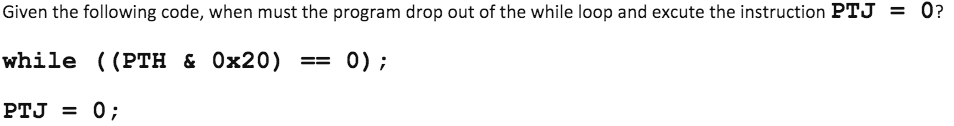 Given the following code, when must the program drop out of the while loop and excute the instruction PTJ = 0?
while ((PTH & 0x20) == 0);
PTJ = 0;